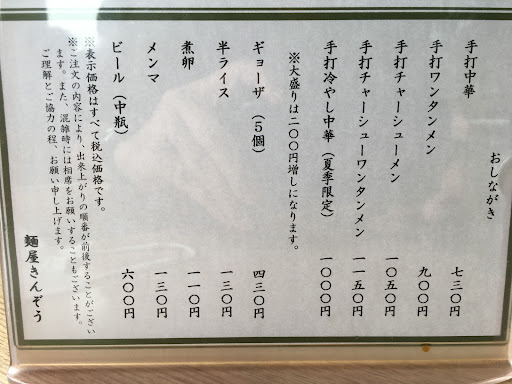 おしながき
手打中華 七三〇円
手打ワンタンメン 九〇〇円
手打チャーシューメン 一〇五〇円
手打チャーシューワンタンメン 一一五〇円
手打冷やし中華（夏季限定） 一〇〇〇円
※大盛りは二〇〇円増しになります。
ギョーザ（５個） 四三〇円
半ライス 一三〇円
煮卵 一一〇円
メンマ 一三〇円
ビール（中瓶） 六〇〇円
※表示価格はすべて税込価格です。
※ご注文の内容により、出来上がりの順番が前後することがござい
ます。また、混雑時には相席をお願いすることもございます。
ご理解とご協力の程、お願い申し上げます。
麺屋きんぞう